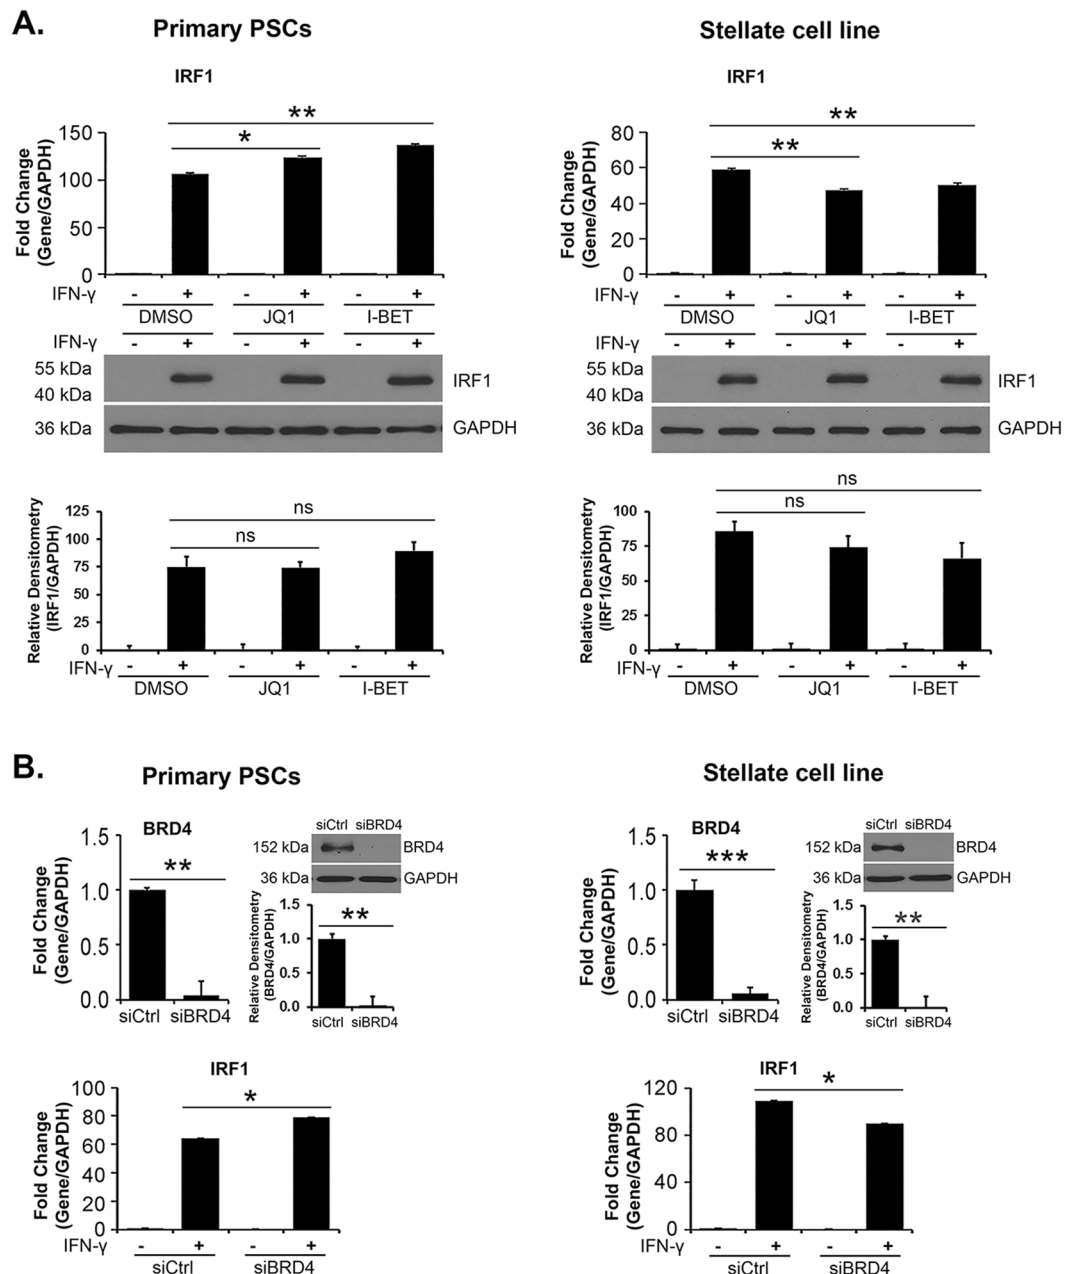 A.
Primary PSCs
Stellate cell line
IRF1
IRF1
**
*
150
100
50
0
Fold Change
(Gene/GAPDH)
IFN-γ - + - + - +
DMSO JQ1 I-BET
**
**
80
60
40
20
0
Fold Change
(Gene/GAPDH)
IFN-γ - + - + - +
DMSO JQ1 I-BET
IFN-γ - + - + - +
55 kDa
40 kDa
IRF1
36 kDa
GAPDH
IFN-γ - + - + - +
55 kDa
40 kDa
IRF1
36 kDa
GAPDH
ns
ns
125
100
75
50
25
0
Relative Densitometry
(IRF1/GAPDH)
IFN-γ - + - + - +
DMSO JQ1 I-BET
ns
ns
100
75
50
25
0
Relative Densitometry
(IRF1/GAPDH)
IFN-γ - + - + - +
DMSO JQ1 I-BET
B.
Primary PSCs
Stellate cell line
BRD4
**
1.5
1.0
0.5
0.0
Fold Change
(Gene/GAPDH)
siCtrl siBRD4
siCtrl siBRD4
152 kDa BRD4
36 kDa GAPDH
**
1.5
1.0
0.5
0.0
Relative Densitometry
(BRD4/GAPDH)
siCtrl siBRD4
BRD4
***
1.5
1.0
0.5
0.0
Fold Change
(Gene/GAPDH)
siCtrl siBRD4
siCtrl siBRD4
152 kDa BRD4
36 kDa GAPDH
**
1.5
1.0
0.5
0.0
Relative Densitometry
(BRD4/GAPDH)
siCtrl siBRD4
IRF1
*
100
80
60
40
20
0
Fold Change
(Gene/GAPDH)
IFN-γ - + - +
siCtrl siBRD4
IRF1
*
120
80
40
0
Fold Change
(Gene/GAPDH)
IFN-γ - + - +
siCtrl siBRD4